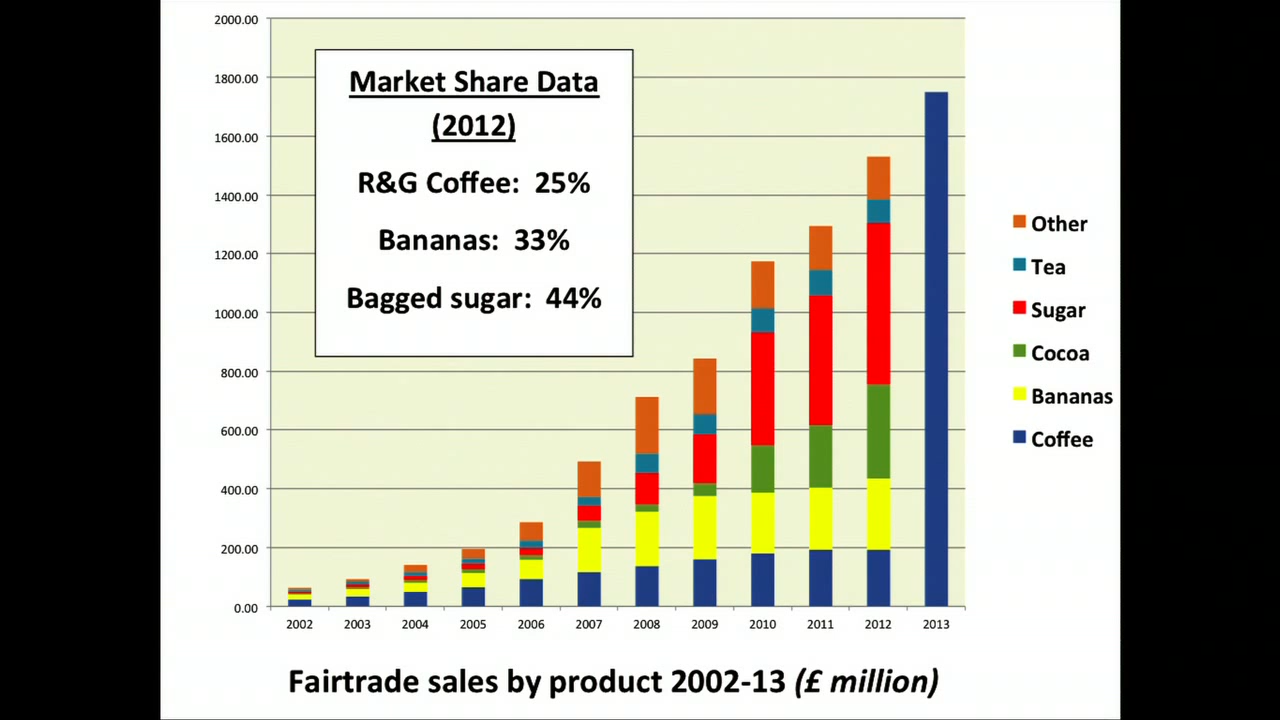 2000.00
1800.00
1600.00
1400.00
1200.00
1000.00
800.00
600.00
400.00
200.00
0.00
Market Share Data
(2012)
R&G Coffee: 25%
Bananas: 33%
Bagged sugar: 44%
Other
Tea
Sugar
Cocoa
Bananas
Coffee
2002 2003 2004 2005 2006 2007 2008 2009 2010 2011 2012 2013
Fairtrade sales by product 2002-13 (£ million)